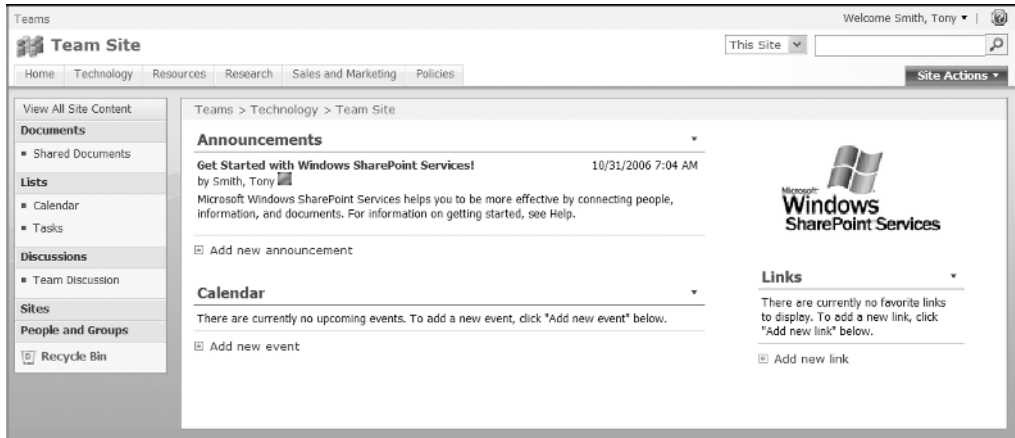 Teams
Welcome Smith, Tony
Team Site
This Site
Home Technology Resources Research Sales and Marketing Policies
Site Actions
View All Site Content
Documents
Shared Documents
Lists
Calendar
Tasks
Discussions
Team Discussion
Sites
People and Groups
Recycle Bin
Teams > Technology > Team Site
Announcements
Get Started with Windows SharePoint Services! 10/31/2006 7:04 AM
by Smith, Tony
Microsoft Windows SharePoint Services helps you to be more effective by connecting people,
information, and documents. For information on getting started, see Help.
Add new announcement
Calendar
There are currently no upcoming events. To add a new event, click "Add new event" below.
Add new event
Microsoft
Windows
SharePoint Services
Links
There are currently no favorite links
to display. To add a new link, click
"Add new link" below.
Add new link